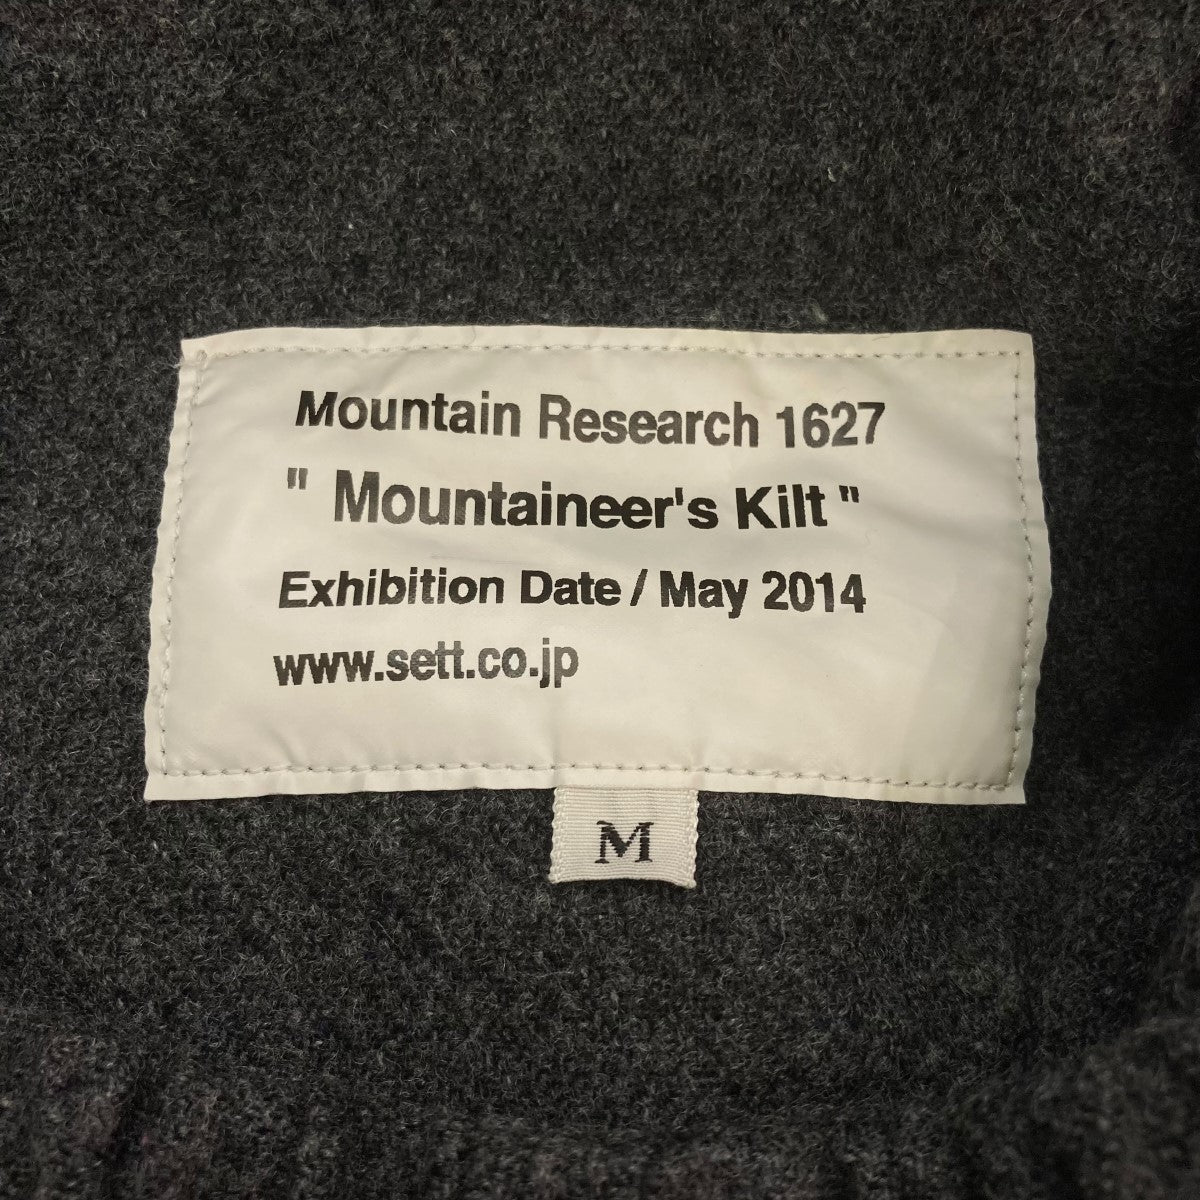 Mountain Research 1627
" Mountaineer's Kilt "
Exhibition Date / May 2014
www.sett.co.jp
M